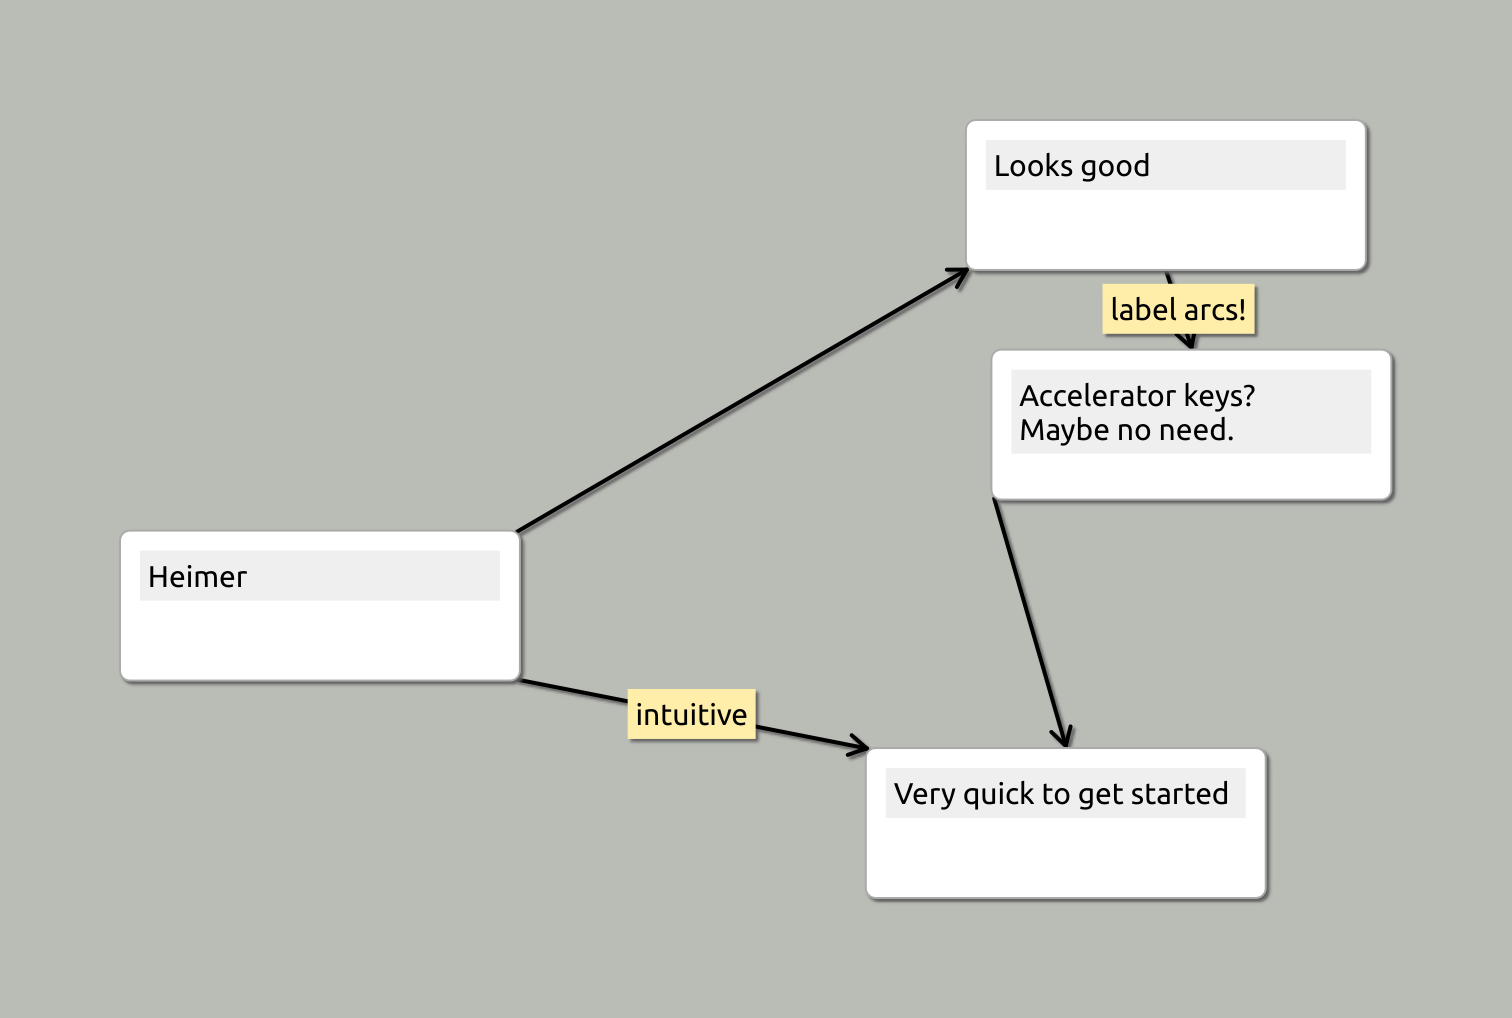 Looks good
label arcs!
Accelerator keys?
Maybe no need.
Heimer
intuitive
Very quick to get started